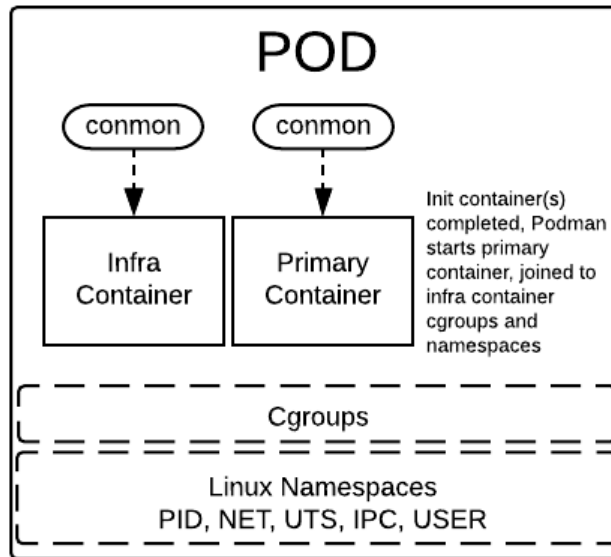 POD
conmon
conmon
Infra
Container
Primary
Container
Init container(s)
completed, Podman
starts primary
container, joined to
infra container
cgroups and
namespaces
Cgroups
Linux Namespaces
PID, NET, UTS, IPC, USER